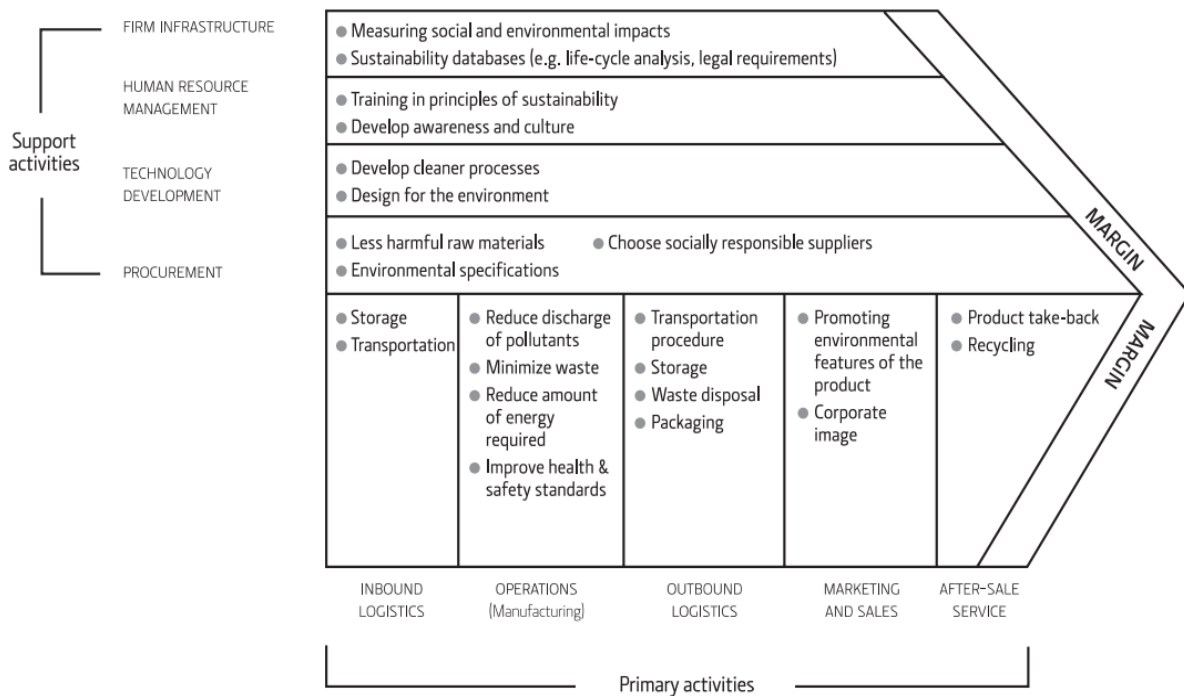 FIRM INFRASTRUCTURE
Measuring social and environmental impacts
Sustainability databases (e.g. life-cycle analysis, legal requirements)
HUMAN RESOURCE
MANAGEMENT
Training in principles of sustainability
Develop awareness and culture
Support
activities
TECHNOLOGY
DEVELOPMENT
Develop cleaner processes
Design for the environment
PROCUREMENT
Less harmful raw materials
Choose socially responsible suppliers
Environmental specifications
MARGIN
MARGIN
Storage
Transportation
Reduce discharge
of pollutants
Minimize waste
Reduce amount
of energy
required
Improve health &
safety standards
Transportation
procedure
Storage
Waste disposal
Packaging
Promoting
environmental
features of the
product
Corporate
image
Product take-back
Recycling
INBOUND
LOGISTICS
OPERATIONS
(Manufacturing)
OUTBOUND
LOGISTICS
MARKETING
AND SALES
AFTER-SALE
SERVICE
Primary activities